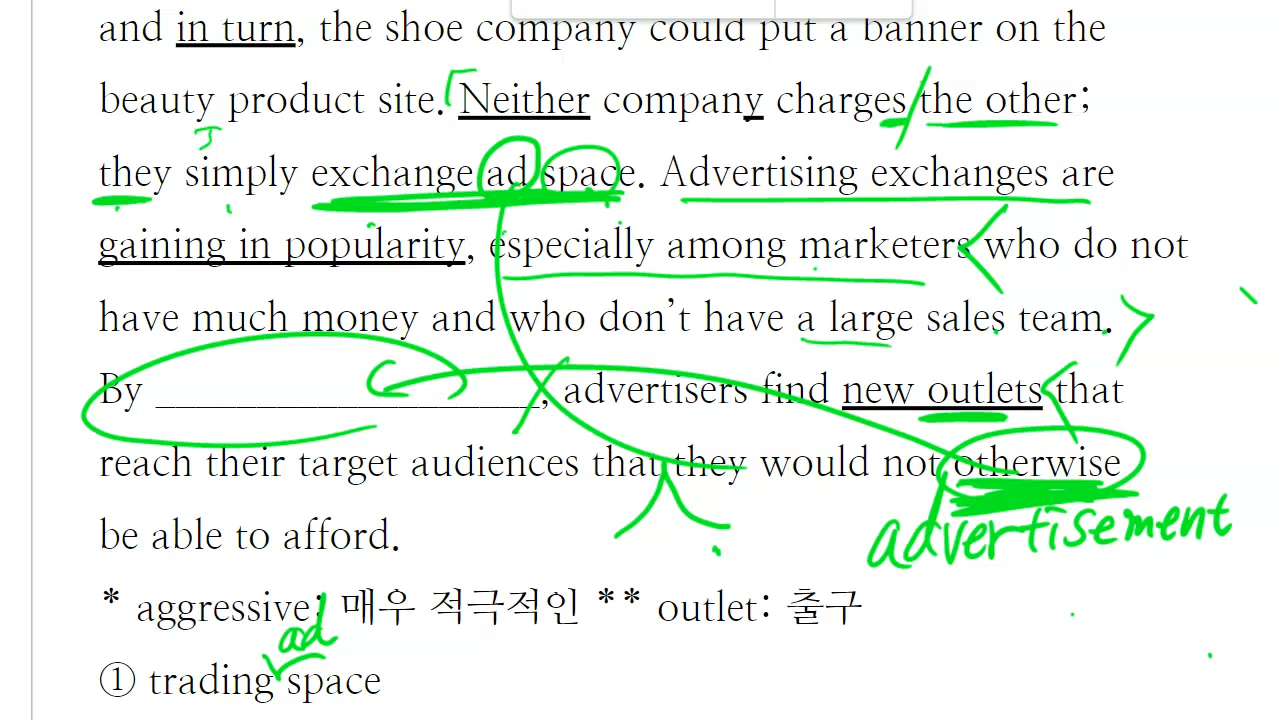 and in turn, the shoe company could put a banner on the
beauty product site. Neither company charges the other;
they simply exchange ad space. Advertising exchanges are
gaining in popularity, especially among marketers who do not
have much money and who don't have a large sales team.
By ____________________, advertisers find new outlets that
reach their target audiences that they would not otherwise
be able to afford.
advertisement
* aggressive: 매우 적극적인 ** outlet: 출구
ad
① trading space